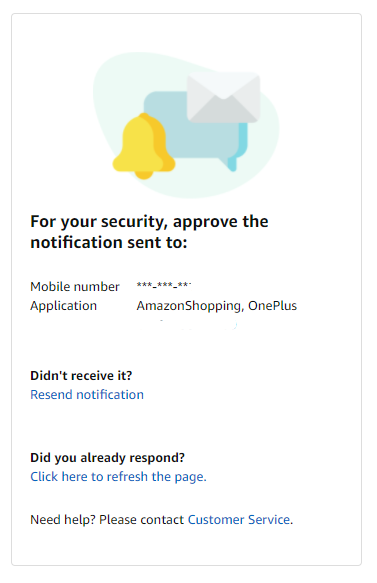 For your security, approve the
notification sent to:
Mobile number ***-***-**
Application AmazonShopping, OnePlus
Didn't receive it?
Resend notification
Did you already respond?
Click here to refresh the page.
Need help? Please contact Customer Service.